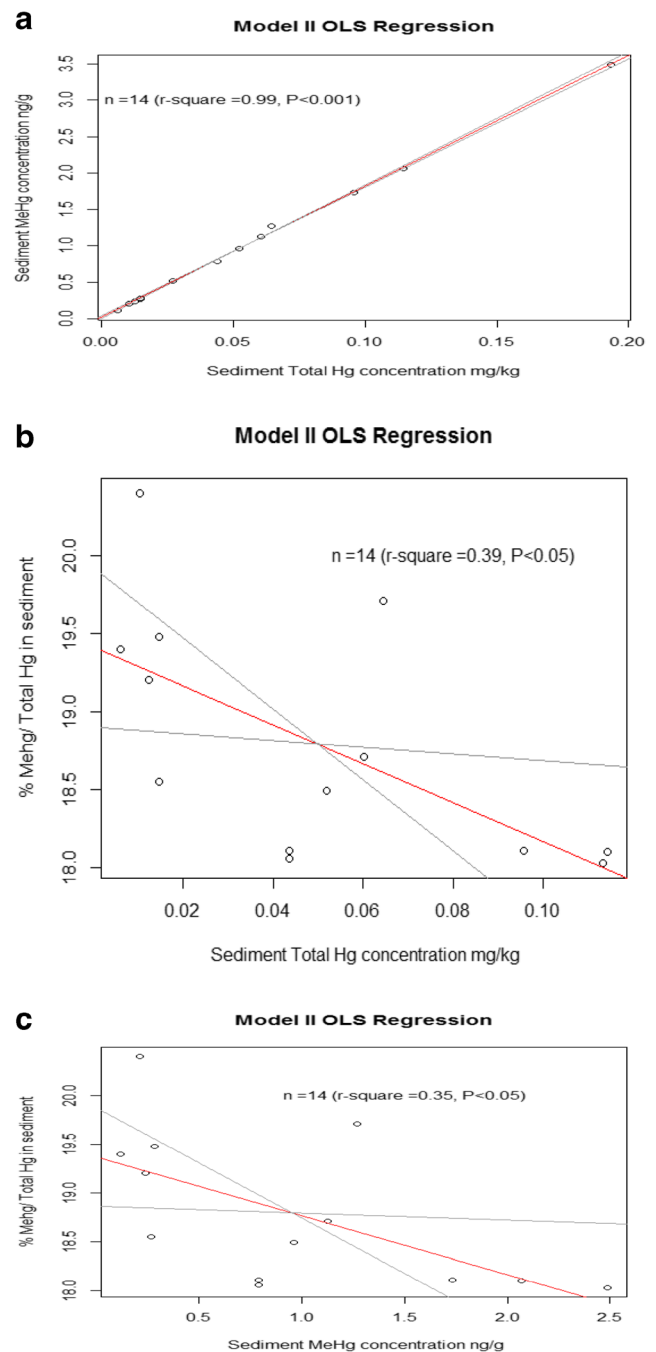 a
Model II OLS Regression
n =14 (r-square =0.99, P<0.001)
Sediment MeHg concentration ng/g
3.5
3.0
2.5
2.0
1.5
1.0
0.5
0.0
0.00 0.05 0.10 0.15 0.20
Sediment Total Hg concentration mg/kg
b
Model II OLS Regression
n =14 (r-square =0.39, P<0.05)
% Mehg/ Total Hg in sediment
20.0
19.5
19.0
18.5
18.0
0.02 0.04 0.06 0.08 0.10
Sediment Total Hg concentration mg/kg
c
Model II OLS Regression
n =14 (r-square =0.35, P<0.05)
% Mehg/ Total Hg in sediment
20.0
19.5
19.0
18.5
18.0
0.5 1.0 1.5 2.0 2.5
Sediment MeHg concentration ng/g